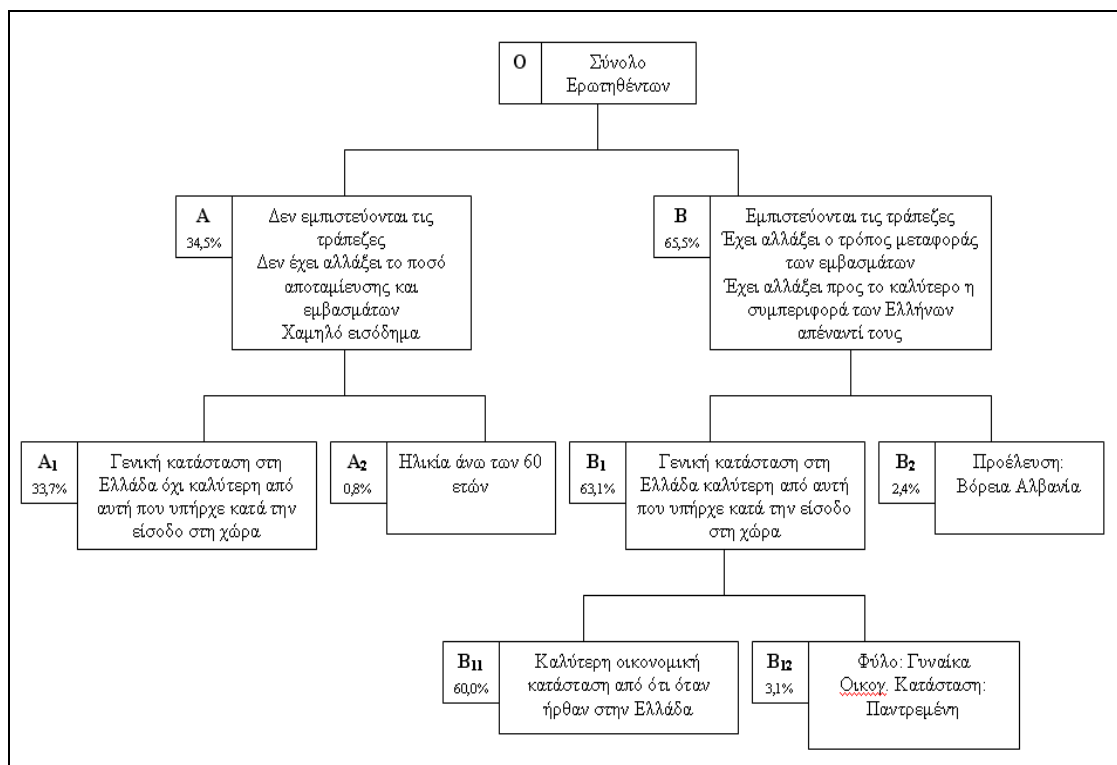 O
Σύνολο
Ερωτηθέντων
A
34,5%
Δεν εμπιστεύονται τις
τράπεζες
Δεν έχει αλλάξει το ποσό
αποταμίευσης και
εμβασμάτων
Χαμηλό εισόδημα
B
65,5%
Εμπιστεύονται τις τράπεζες
Έχει αλλάξει ο τρόπος μεταφοράς
των εμβασμάτων
Έχει αλλάξει προς το καλύτερο η
συμπεριφορά των Ελλήνων
απέναντί τους
A1
33,7%
Γενική κατάσταση στη
Ελλάδα όχι καλύτερη από
αυτή που υπήρχε κατά την
είσοδο στη χώρα
A2
0,8%
Ηλικία άνω των 60
ετών
B1
63,1%
Γενική κατάσταση στη
Ελλάδα καλύτερη από αυτή
που υπήρχε κατά την είσοδο
στη χώρα
B2
2,4%
Προέλευση:
Βόρεια Αλβανία
B11
60,0%
Καλύτερη οικονομική
κατάσταση από ότι όταν
ήρθαν στην Ελλάδα
B12
3,1%
Φύλο: Γυναίκα
Οικογ. Κατάσταση:
Παντρεμένη